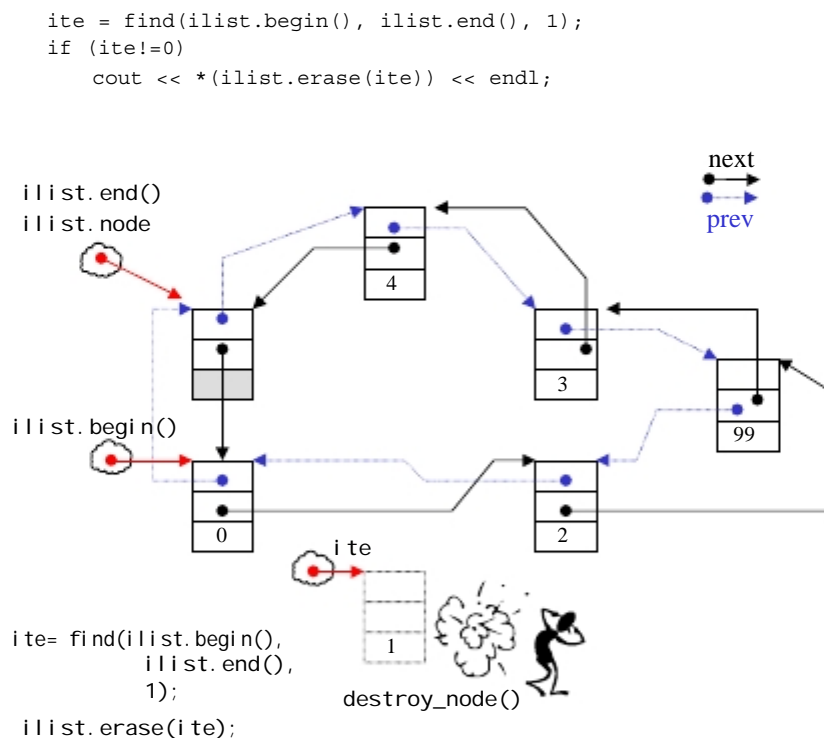 ite = find(ilist.begin(), ilist.end(), 1);
if (ite!=0)
cout << *(ilist.erase(ite)) << endl;
next
prev
ilist.end()
ilist.node
4
3
99
ilist.begin()
0
2
ite
1
destroy_node()
ite= find(ilist.begin(),
ilist.end(),
1);
ilist.erase(ite);